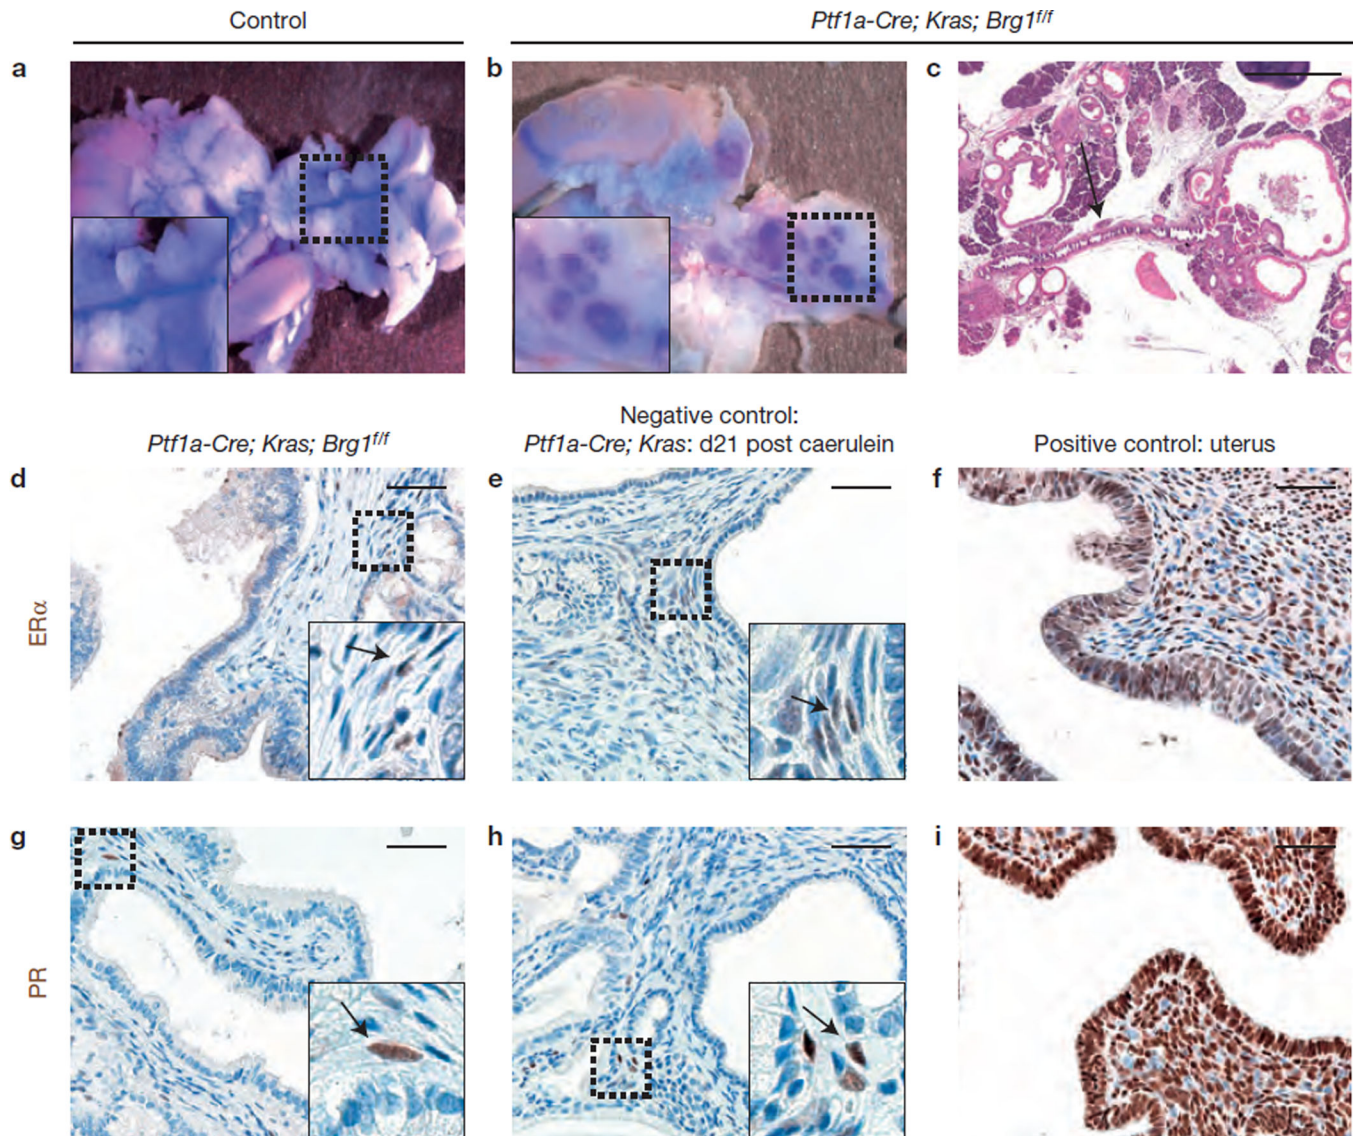 Control
Ptf1a-Cre; Kras; Brg1f/f
a
b
c
Ptf1a-Cre; Kras; Brg1f/f
Negative control:
Ptf1a-Cre; Kras: d21 post caerulein
Positive control: uterus
d
e
f
ERα
g
h
i
PR